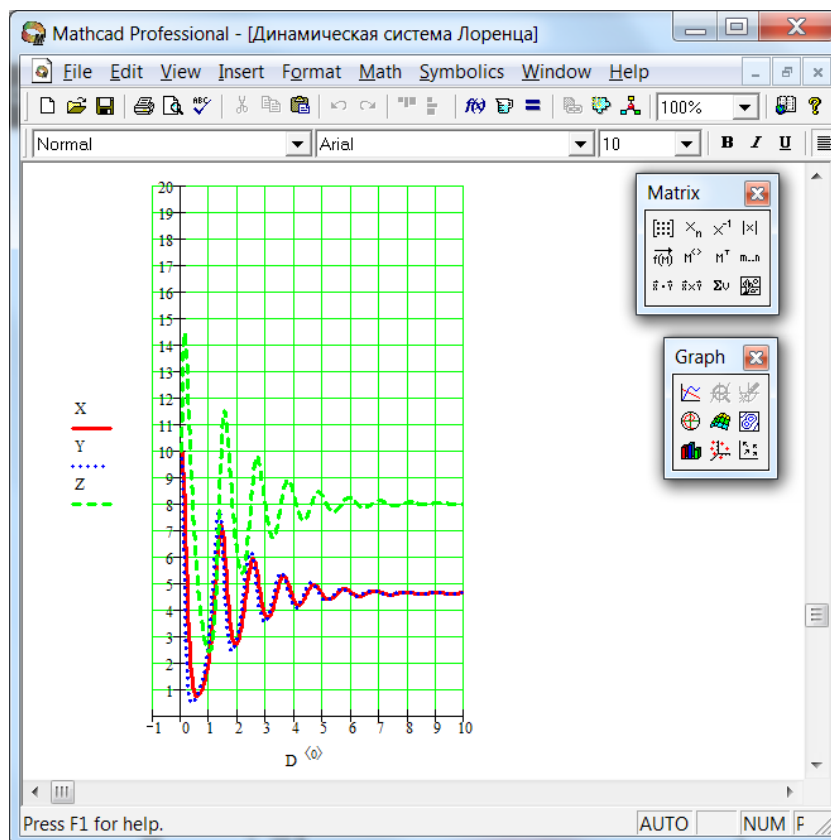 Mathcad Professional - [Динамическая система Лоренца]
File Edit View Insert Format Math Symbolics Window Help
100%
Normal Arial 10 B I U
Matrix
Graph
20
19
18
17
16
15
14
13
12
11
10
9
8
7
6
5
4
3
2
1
X
Y
Z
−1 0 1 2 3 4 5 6 7 8 9 10
D ⟨0⟩
Press F1 for help.
AUTO NUM